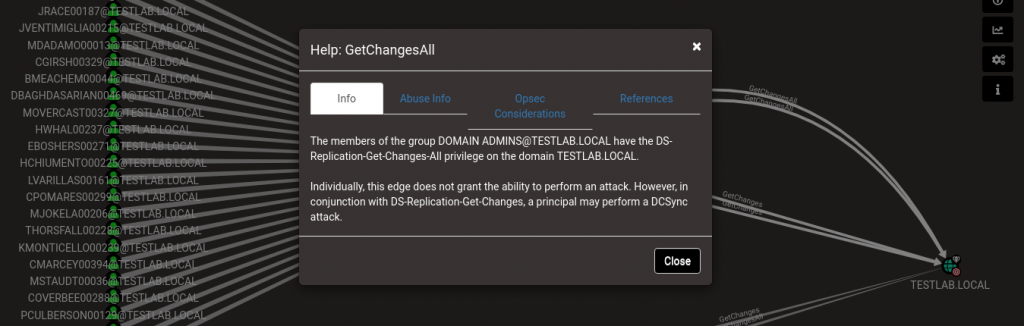 JRACE00187@TESTLAB.LOCAL
JVENTIMIGLIA00215@TESTLAB.LOCAL
MDADAMO00013@TESTLAB.LOCAL
CGIRSH00329@TESTLAB.LOCAL
@TESTLAB.LOCAL
@TESTLAB.LOCAL
MOVERCAST00327@TESTLAB.LOCAL
HWHAL00237@TESTLAB.LOCAL
EBOSHERS00271@TESTLAB.LOCAL
HCHIUMENTO00225@TESTLAB.LOCAL
LVARILLAS00161@TESTLAB.LOCAL
CPOMARES00299@TESTLAB.LOCAL
MJOKELA00206@TESTLAB.LOCAL
THORSFALL00228@TESTLAB.LOCAL
KMONTICELLO00239@TESTLAB.LOCAL
CMARCEY00394@TESTLAB.LOCAL
MSTAUDT00036@TESTLAB.LOCAL
COVERBEE00288@TESTLAB.LOCAL
PCULBERSON00129@TESTLAB.LOCAL
Help: GetChangesAll
×
Info
Abuse Info
Opsec
Considerations
References
The members of the group DOMAIN ADMINS@TESTLAB.LOCAL have the DS-
Replication-Get-Changes-All privilege on the domain TESTLAB.LOCAL.
Individually, this edge does not grant the ability to perform an attack. However, in
conjunction with DS-Replication-Get-Changes, a principal may perform a DCSync
attack.
Close
GetChanges
GetChangesAll
GetChanges
GetChanges
GetChanges
GetChangesAll
TESTLAB.LOCAL